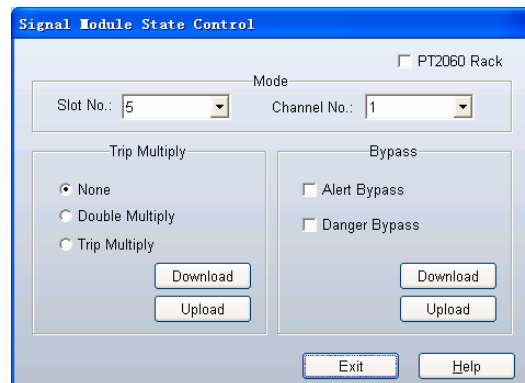 Signal Module State Control
PT2060 Rack
Mode
Slot No.: 5 Channel No.: 1
Trip Multiply
None
Double Multiply
Trip Multiply
Download
Upload
Bypass
Alert Bypass
Danger Bypass
Download
Upload
Exit Help